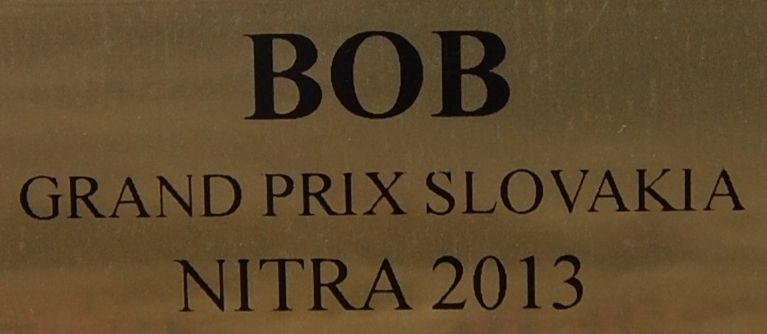 BOB
GRAND PRIX SLOVAKIA
NITRA 2013